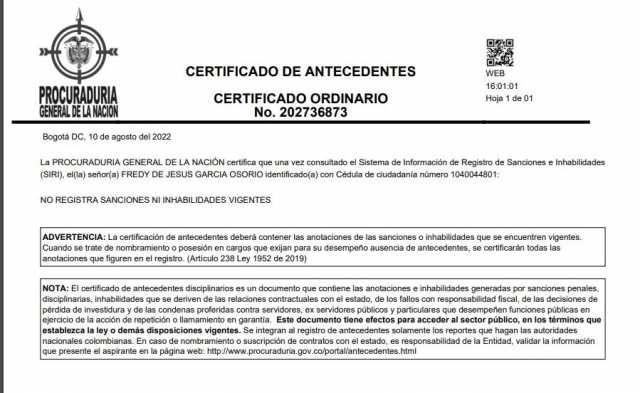 PROCURADURIA
GENERAL DE LA NACION
CERTIFICADO DE ANTECEDENTES
CERTIFICADO ORDINARIO
No. 202736873
WEB
16:01:01
Hoja 1 de 01
Bogotá DC, 10 de agosto del 2022
La PROCURADURIA GENERAL DE LA NACIÓN certifica que una vez consultado el Sistema de Información de Registro de Sanciones e Inhabilidades
(SIRI), el(la) señor(a) FREDY DE JESUS GARCIA OSORIO identificado(a) con Cédula de ciudadanía número 1040044801:
NO REGISTRA SANCIONES NI INHABILIDADES VIGENTES
ADVERTENCIA: La certificación de antecedentes deberá contener las anotaciones de las sanciones o inhabilidades que se encuentren vigentes.
Cuando se trate de nombramiento o posesión en cargos que exijan para su desempeño ausencia de antecedentes, se certificarán todas las
anotaciones que figuren en el registro. (Artículo 238 Ley 1952 de 2019)
NOTA: El certificado de antecedentes disciplinarios es un documento que contiene las anotaciones e inhabilidades generadas por sanciones penales,
disciplinarias, inhabilidades que se deriven de las relaciones contractuales con el estado, de los fallos con responsabilidad fiscal, de las decisiones de
pérdida de investidura y de las condenas proferidas contra servidores, ex servidores públicos y particulares que desempeñen funciones públicas en
ejercicio de la acción de repetición o llamamiento en garantía. Este documento tiene efectos para acceder al sector público, en los términos que
establezca la ley o demás disposiciones vigentes. Se integran al registro de antecedentes solamente los reportes que hagan las autoridades
nacionales colombianas. En caso de nombramiento o suscripción de contratos con el estado, es responsabilidad de la Entidad, validar la información
que presente el aspirante en la página web: http://www.procuraduria.gov.co/portal/antecedentes.html